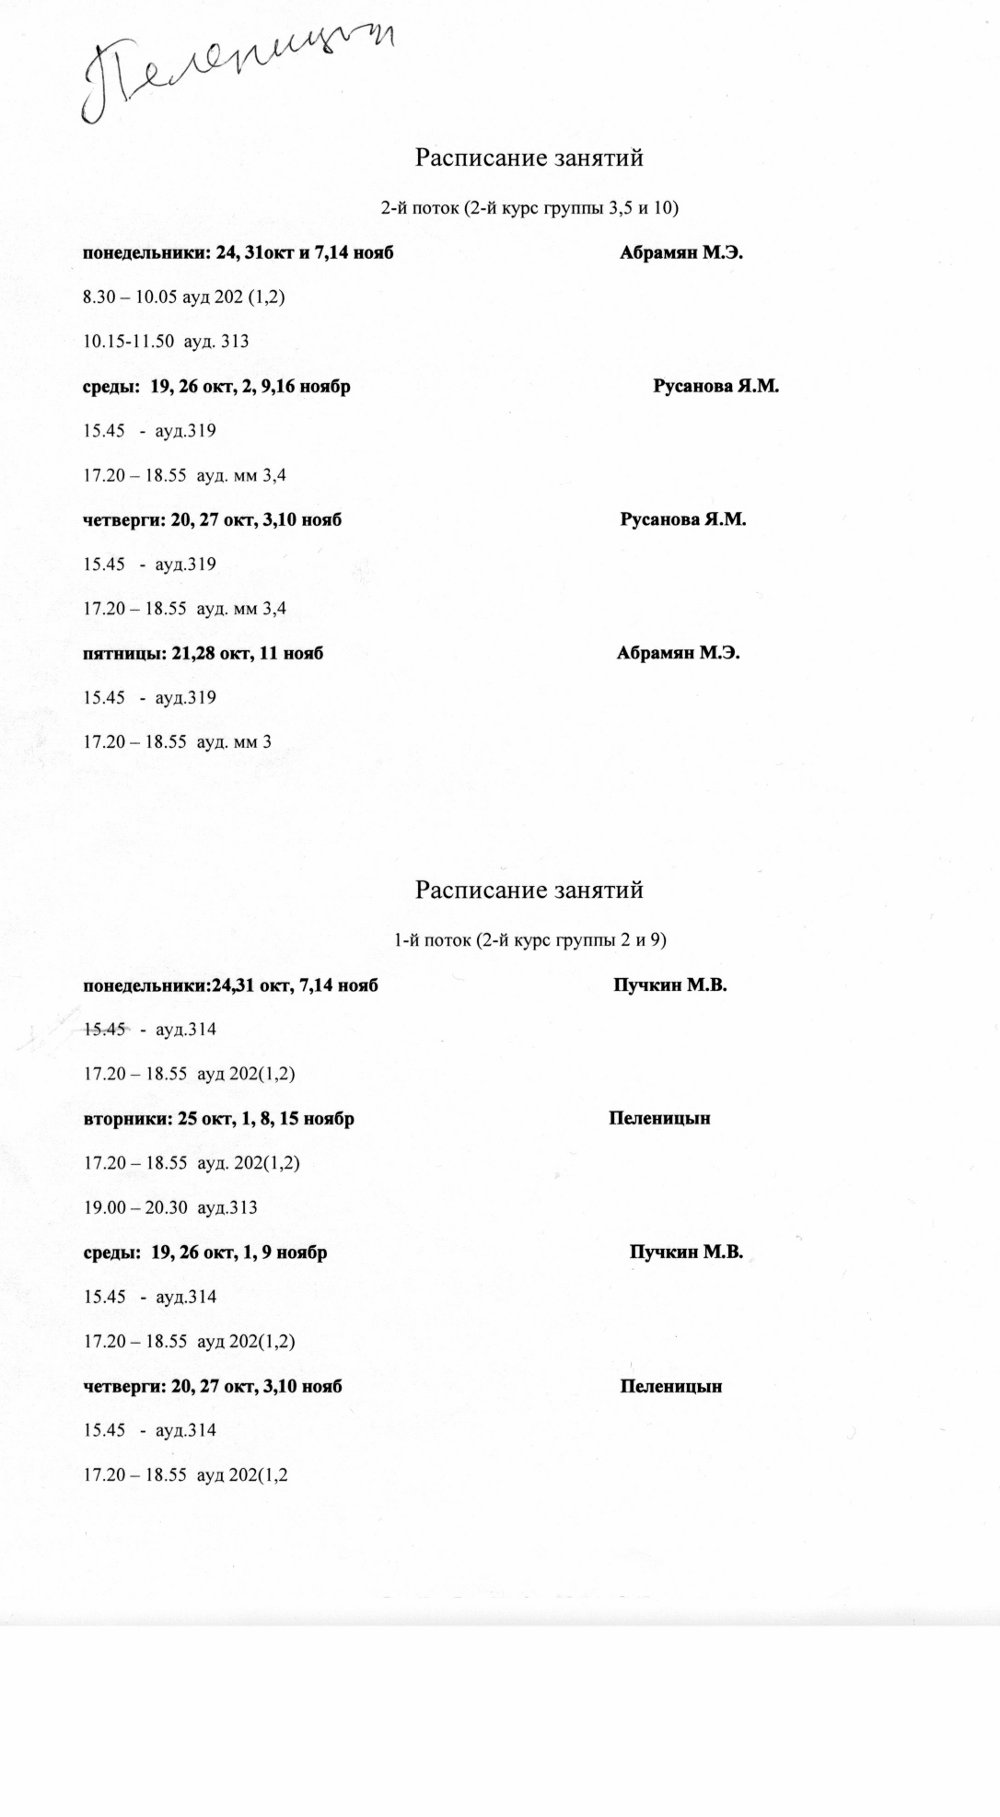 Пеленицын
Расписание занятий
2-й поток (2-й курс группы 3,5 и 10)
понедельники: 24, 31окт и 7,14 нояб Абрамян М.Э.
8.30 – 10.05 ауд 202 (1,2)
10.15-11.50 ауд. 313
среды: 19, 26 окт, 2, 9,16 ноябр Русанова Я.М.
15.45 - ауд.319
17.20 – 18.55 ауд. мм 3,4
четверги: 20, 27 окт, 3,10 нояб Русанова Я.М.
15.45 - ауд.319
17.20 – 18.55 ауд. мм 3,4
пятницы: 21,28 окт, 11 нояб Абрамян М.Э.
15.45 - ауд.319
17.20 – 18.55 ауд. мм 3
Расписание занятий
1-й поток (2-й курс группы 2 и 9)
понедельники:24,31 окт, 7,14 нояб Пучкин М.В.
15.45 - ауд.314
17.20 – 18.55 ауд 202(1,2)
вторники: 25 окт, 1, 8, 15 ноябр Пеленицын
17.20 – 18.55 ауд. 202(1,2)
19.00 – 20.30 ауд.313
среды: 19, 26 окт, 1, 9 ноябр Пучкин М.В.
15.45 - ауд.314
17.20 – 18.55 ауд 202(1,2)
четверги: 20, 27 окт, 3,10 нояб Пеленицын
15.45 - ауд.314
17.20 – 18.55 ауд 202(1,2